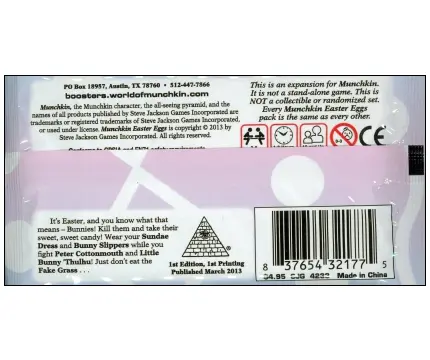 PO Box 18957, Austin, TX 78760 • 512-447-7866
boosters.worldofmunchkin.com
Munchkin, the Munchkin character, the all-seeing pyramid, and the
names of all products published by Steve Jackson Games Incorporated are
trademarks or registered trademarks of Steve Jackson Games Incorporated,
or used under license. Munchkin Easter Eggs is copyright © 2013 by
Steve Jackson Games Incorporated. All rights reserved.
This is an expansion for Munchkin.
It is not a stand-alone game. This is
NOT a collectible or randomized set.
Every Munchkin Easter Eggs
pack is the same as every other.
CE
It's Easter, and you know what that
means – Bunnies! Kill them and take their
sweet, sweet candy! Wear your Sundae
Dress and Bunny Slippers while you
fight Peter Cottonmouth and Little
Bunny 'Thulhu! Just don't eat the
Fake Grass . . .
®
1st Edition, 1st Printing
Published March 2013
8 37654 32177 5
$4.95 SJG 4232 Made in China